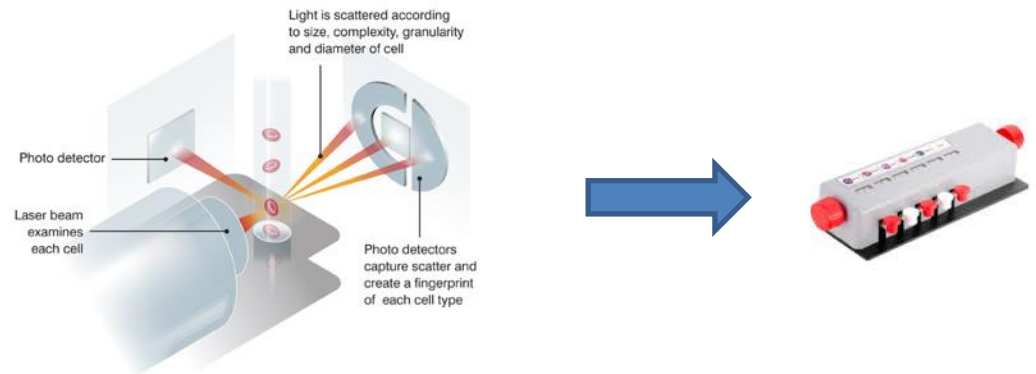 Light is scattered according
to size, complexity, granularity
and diameter of cell
Photo detector
Laser beam
examines
each cell
Photo detectors
capture scatter and
create a fingerprint
of each cell type